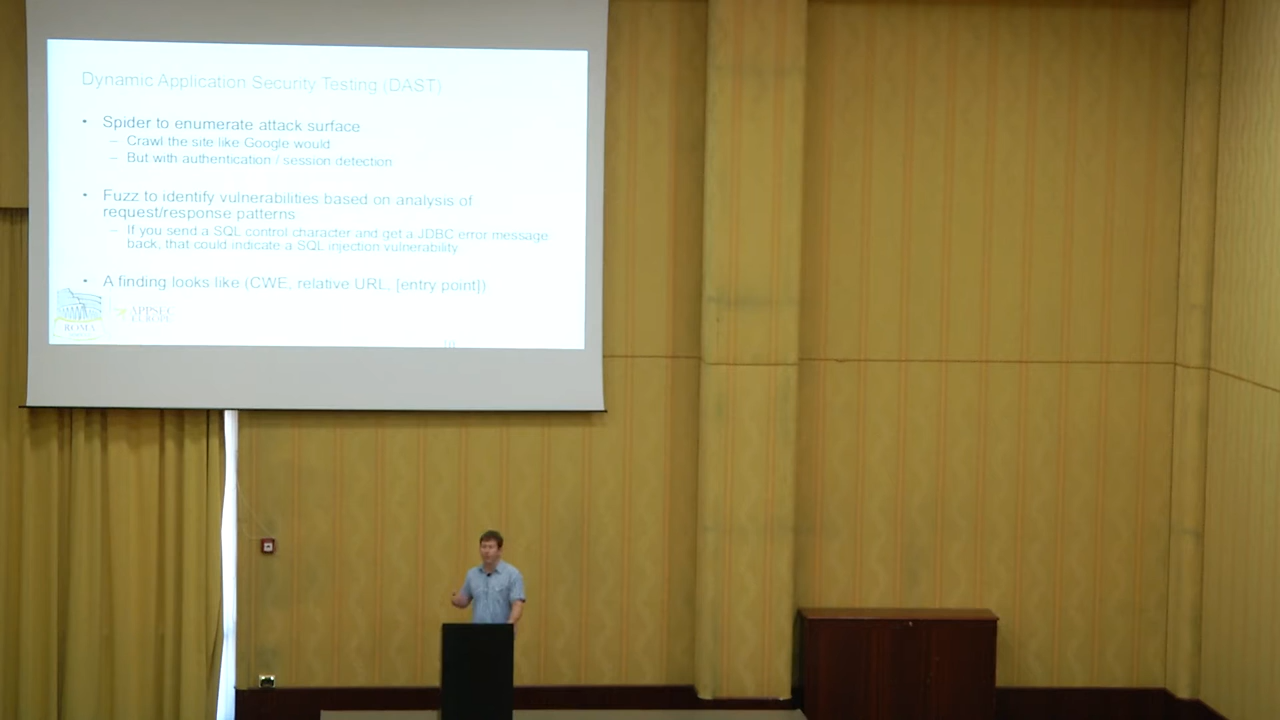 Dynamic Application Security Testing (DAST)
• Spider to enumerate attack surface
– Crawl the site like Google would
– But with authentication / session detection
• Fuzz to identify vulnerabilities based on analysis of
request/response patterns
– If you send a SQL control character and get a JDBC error message
back, that could indicate a SQL injection vulnerability
• A finding looks like (CWE, relative URL, [entry point])
ROMA
APPSEC
EUROPE